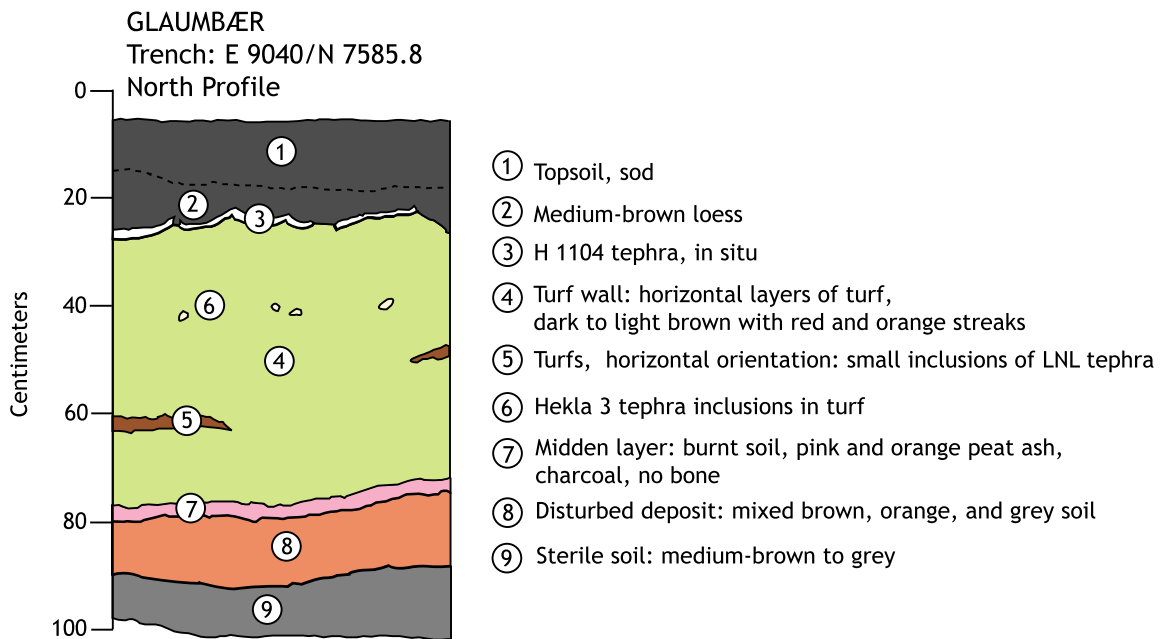 GLAUMBÆR
Trench: E 9040/N 7585.8
North Profile
0
20
40
60
80
100
Centimeters
1
2
3
6
4
5
7
8
9
1 Topsoil, sod
2 Medium-brown loess
3 H 1104 tephra, in situ
4 Turf wall: horizontal layers of turf,
dark to light brown with red and orange streaks
5 Turfs, horizontal orientation: small inclusions of LNL tephra
6 Hekla 3 tephra inclusions in turf
7 Midden layer: burnt soil, pink and orange peat ash,
charcoal, no bone
8 Disturbed deposit: mixed brown, orange, and grey soil
9 Sterile soil: medium-brown to grey